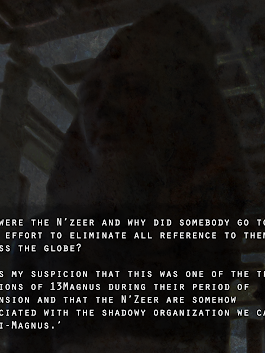 WERE THE N'ZEER AND WHY DID SOMEBODY GO TO
EFFORT TO ELIMINATE ALL REFERENCE TO THEM
SS THE GLOBE?
S MY SUSPICION THAT THIS WAS ONE OF THE T
IONS OF 13MAGNUS DURING THEIR PERIOD OF
NSION AND THAT THE N'ZEER ARE SOMEHOW
CIATED WITH THE SHADOWY ORGANIZATION WE CA
I-MAGNUS.'